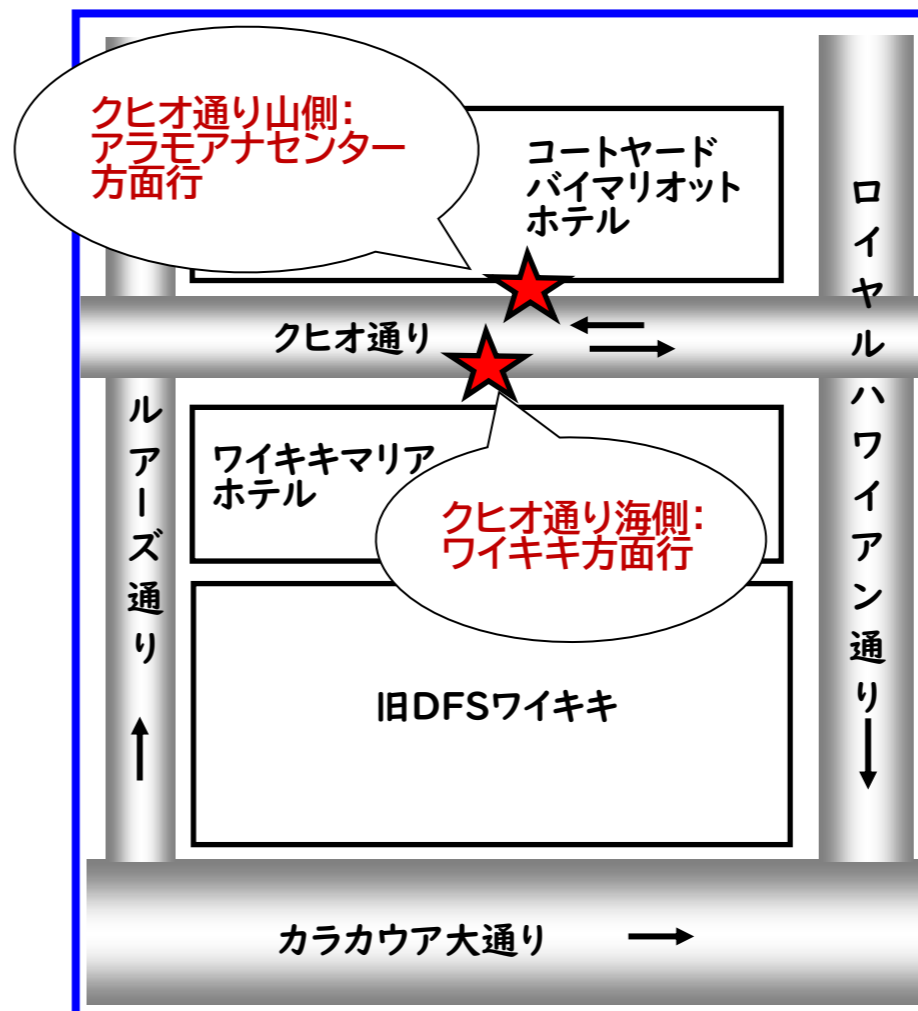 クヒオ通り山側：
アラモアナセンター
方面行
コートヤード
バイマリオット
ホテル
ロイヤルハワイアン通り
クヒオ通り
ルアーズ通り
ワイキキマリア
ホテル
クヒオ通り海側：
ワイキキ方面行
旧DFSワイキキ
カラカウア大通り